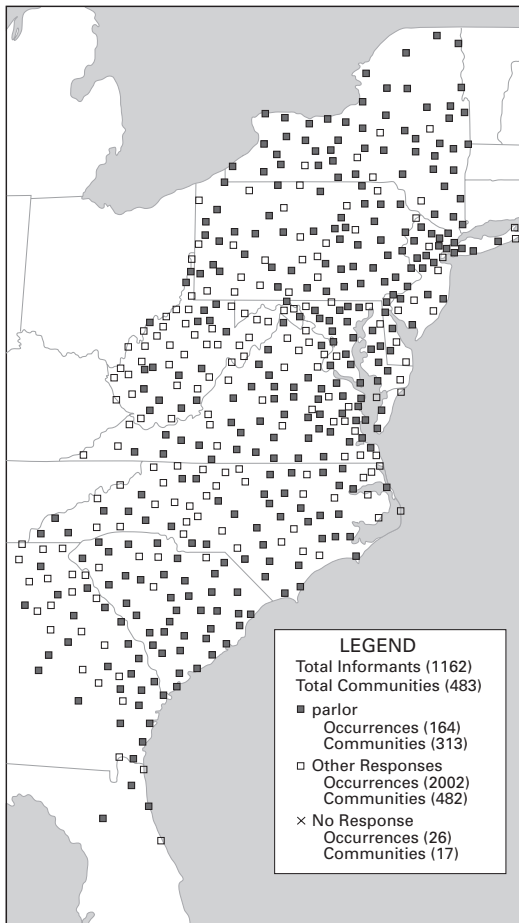 LEGEND
Total Informants (1162)
Total Communities (483)
parlor
Occurrences (164)
Communities (313)
Other Responses
Occurrences (2002)
Communities (482)
× No Response
Occurrences (26)
Communities (17)